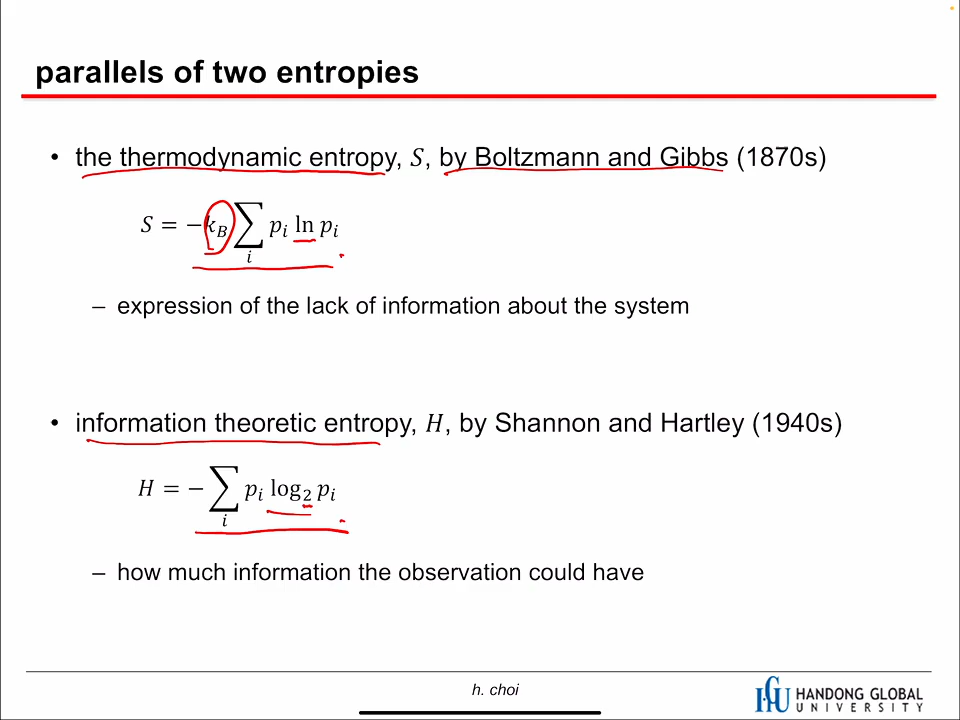 parallels of two entropies
• the thermodynamic entropy, S, by Boltzmann and Gibbs (1870s)
S = −k_B ∑_i p_i ln p_i
– expression of the lack of information about the system
• information theoretic entropy, H, by Shannon and Hartley (1940s)
H = − ∑_i p_i log_2 p_i
– how much information the observation could have
h. choi
HANDONG GLOBAL
UNIVERSITY